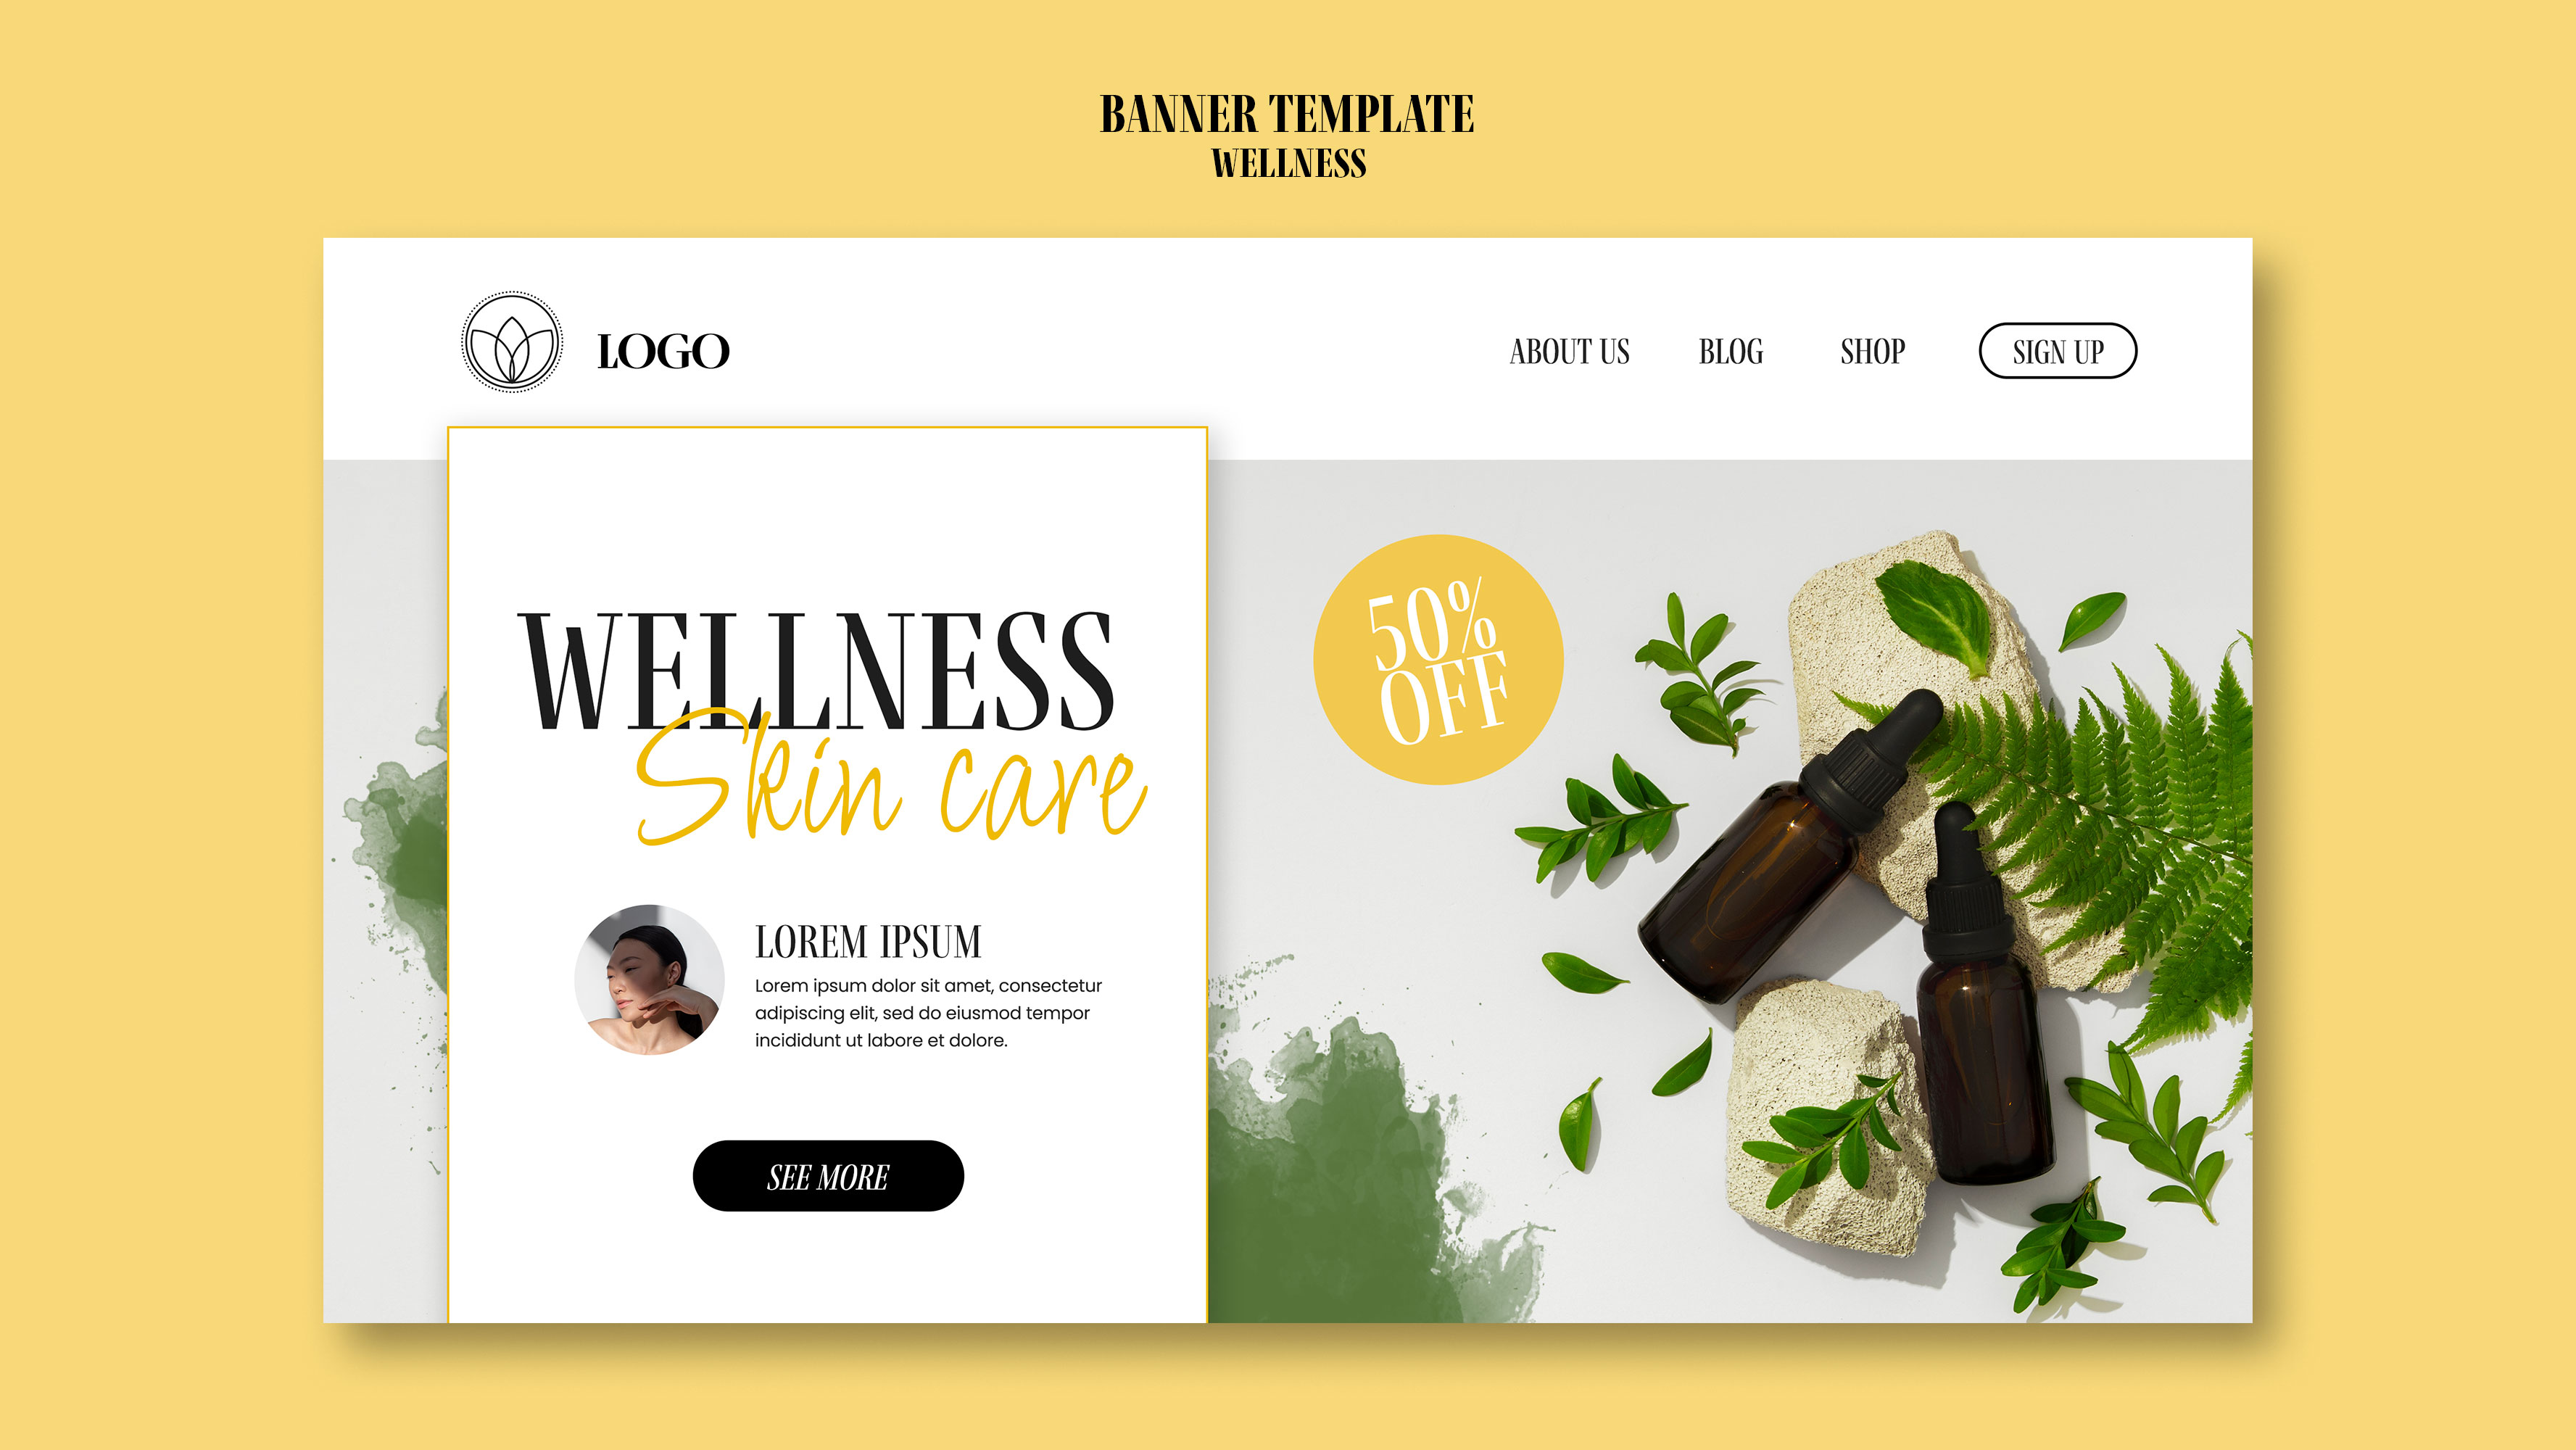 BANNER TEMPLATE
WELLNESS
LOGO
ABOUT US
BLOG
SHOP
SIGN UP
WELLNESS
Skin care
50%
OFF
LOREM IPSUM
Lorem ipsum dolor sit amet, consectetur
adipiscing elit, sed do eiusmod tempor
incididunt ut labore et dolore.
SEE MORE